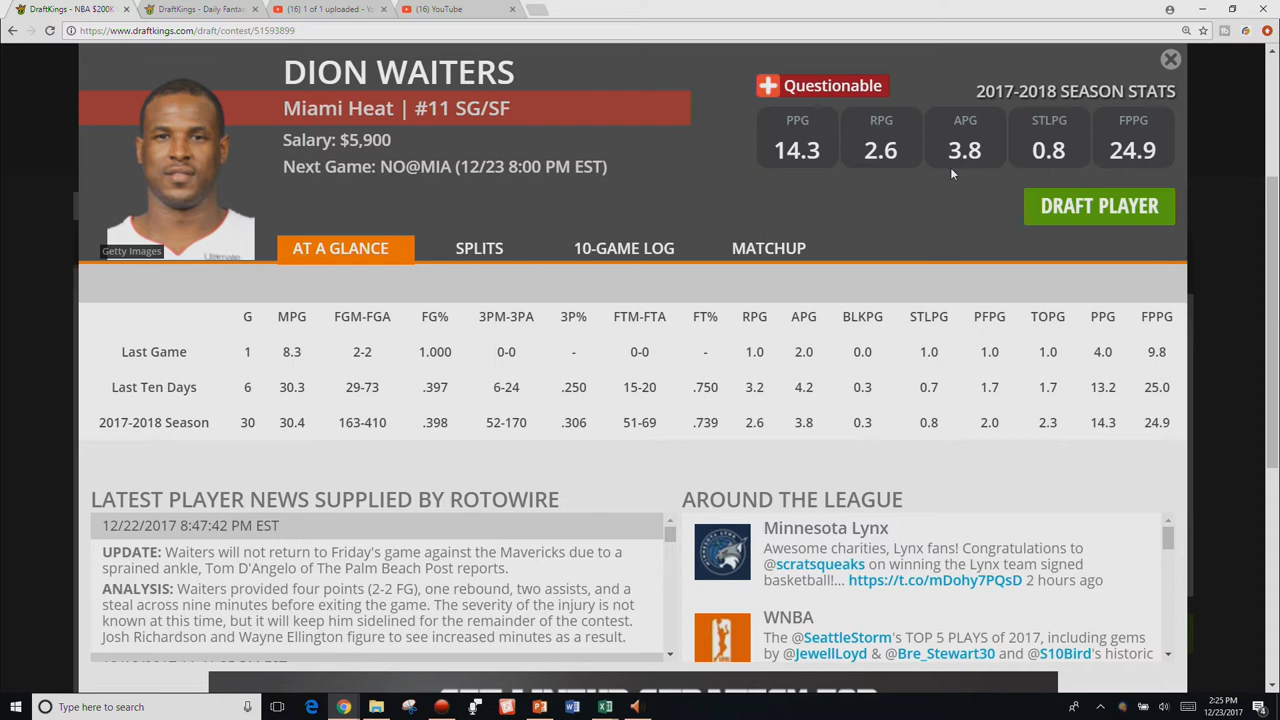 DraftKings - NBA $200K
DraftKings - Daily Fantas
(16) 1 of 1 uploaded - Yo
(16) YouTube
https://www.draftkings.com/draft/contest/51593899
DION WAITERS
Miami Heat | #11 SG/SF
Salary: $5,900
Next Game: NO@MIA (12/23 8:00 PM EST)
Getty Images
Questionable
2017-2018 SEASON STATS
PPG RPG APG STLPG FPPG
14.3 2.6 3.8 0.8 24.9
DRAFT PLAYER
AT A GLANCE SPLITS 10-GAME LOG MATCHUP
G MPG FGM-FGA FG% 3PM-3PA 3P% FTM-FTA FT% RPG APG BLKPG STLPG PFPG TOPG PPG FPPG
Last Game 1 8.3 2-2 1.000 0-0 - 0-0 - 1.0 2.0 0.0 1.0 1.0 1.0 4.0 9.8
Last Ten Days 6 30.3 29-73 .397 6-24 .250 15-20 .750 3.2 4.2 0.3 0.7 1.7 1.7 13.2 25.0
2017-2018 Season 30 30.4 163-410 .398 52-170 .306 51-69 .739 2.6 3.8 0.3 0.8 2.0 2.3 14.3 24.9
LATEST PLAYER NEWS SUPPLIED BY ROTOWIRE
12/22/2017 8:47:42 PM EST
UPDATE: Waiters will not return to Friday's game against the Mavericks due to a
sprained ankle, Tom D'Angelo of The Palm Beach Post reports.
ANALYSIS: Waiters provided four points (2-2 FG), one rebound, two assists, and a
steal across nine minutes before exiting the game. The severity of the injury is not
known at this time, but it will keep him sidelined for the remainder of the contest.
Josh Richardson and Wayne Ellington figure to see increased minutes as a result.
AROUND THE LEAGUE
Minnesota Lynx
Awesome charities, Lynx fans! Congratulations to
@scratsqueaks on winning the Lynx team signed
basketball!... https://t.co/mDohy7PQsD 2 hours ago
WNBA
The @SeattleStorm's TOP 5 PLAYS of 2017, including gems
by @JewellLoyd & @Bre_Stewart30 and @S10Bird's historic
Type here to search
2:25 PM
12/23/2017